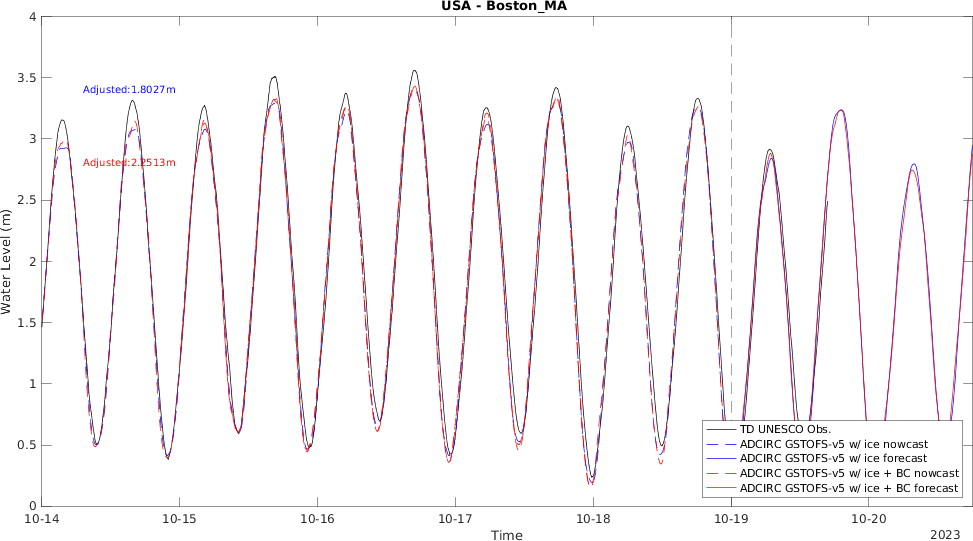 USA - Boston_MA
4
3.5
3
2.5
2
1.5
1
0.5
0
Water Level (m)
Adjusted:1.8027m
Adjusted:2.2513m
TD UNESCO Obs.
ADCIRC GSTOFS-v5 w/ ice nowcast
ADCIRC GSTOFS-v5 w/ ice forecast
ADCIRC GSTOFS-v5 w/ ice + BC nowcast
ADCIRC GSTOFS-v5 w/ ice + BC forecast
10-14 10-15 10-16 10-17 10-18 10-19 10-20
Time
2023